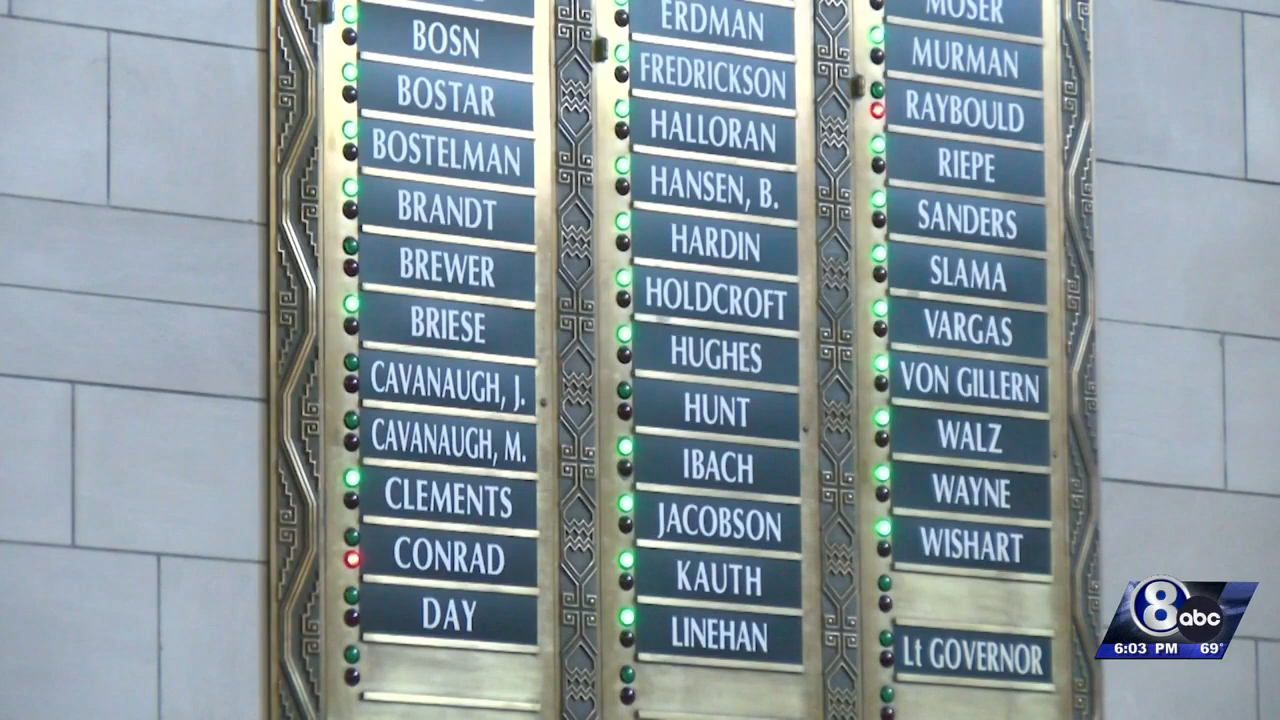 BOSN
BOSTAR
BOSTELMAN
BRANDT
BREWER
BRIESE
CAVANAUGH, J.
CAVANAUGH, M.
CLEMENTS
CONRAD
DAY
ERDMAN
FREDRICKSON
HALLORAN
HANSEN, B.
HARDIN
HOLDCROFT
HUGHES
HUNT
IBACH
JACOBSON
KAUTH
LINEHAN
MOSER
MURMAN
RAYBOULD
RIEPE
SANDERS
SLAMA
VARGAS
VON GILLERN
WALZ
WAYNE
WISHART
Lt GOVERNOR
8 abc
6:03 PM 69°